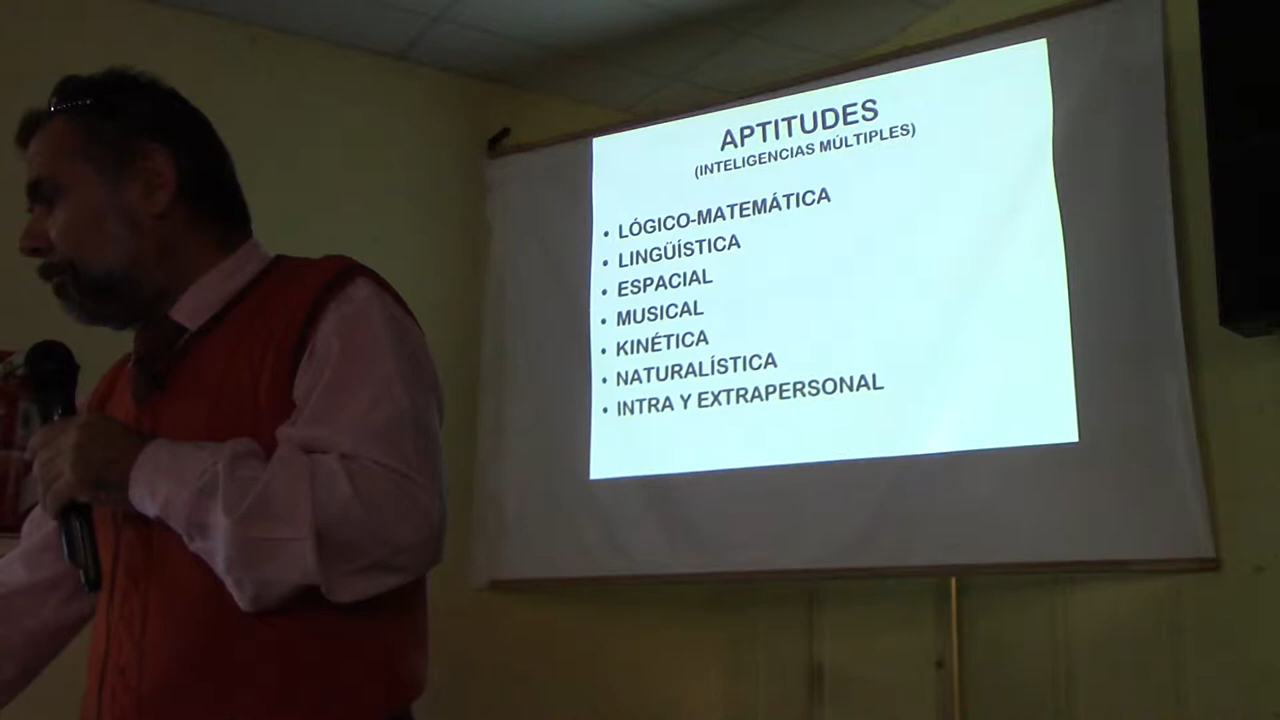 APTITUDES
(INTELIGENCIAS MÚLTIPLES)
• LÓGICO-MATEMÁTICA
• LINGÜÍSTICA
• ESPACIAL
• MUSICAL
• KINÉTICA
• NATURALÍSTICA
• INTRA Y EXTRAPERSONAL